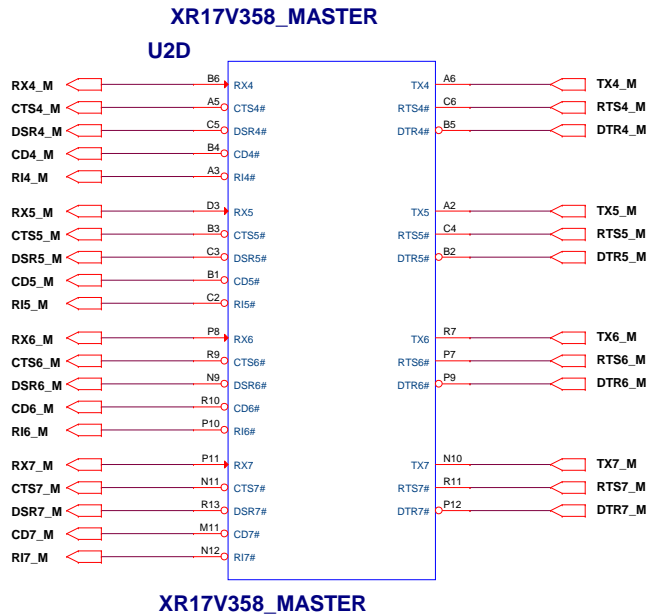 XR17V358_MASTER
U2D
RX4_M B6 RX4 TX4 A6 TX4_M
CTS4_M A5 CTS4# RTS4# C6 RTS4_M
DSR4_M C5 DSR4# DTR4# B5 DTR4_M
CD4_M B4 CD4#
RI4_M A3 RI4#
RX5_M D3 RX5 TX5 A2 TX5_M
CTS5_M B3 CTS5# RTS5# C4 RTS5_M
DSR5_M C3 DSR5# DTR5# B2 DTR5_M
CD5_M B1 CD5#
RI5_M C2 RI5#
RX6_M P8 RX6 TX6 R7 TX6_M
CTS6_M R9 CTS6# RTS6# P7 RTS6_M
DSR6_M N9 DSR6# DTR6# P9 DTR6_M
CD6_M R10 CD6#
RI6_M P10 RI6#
RX7_M P11 RX7 TX7 N10 TX7_M
CTS7_M N11 CTS7# RTS7# R11 RTS7_M
DSR7_M R13 DSR7# DTR7# P12 DTR7_M
CD7_M M11 CD7#
RI7_M N12 RI7#
XR17V358_MASTER